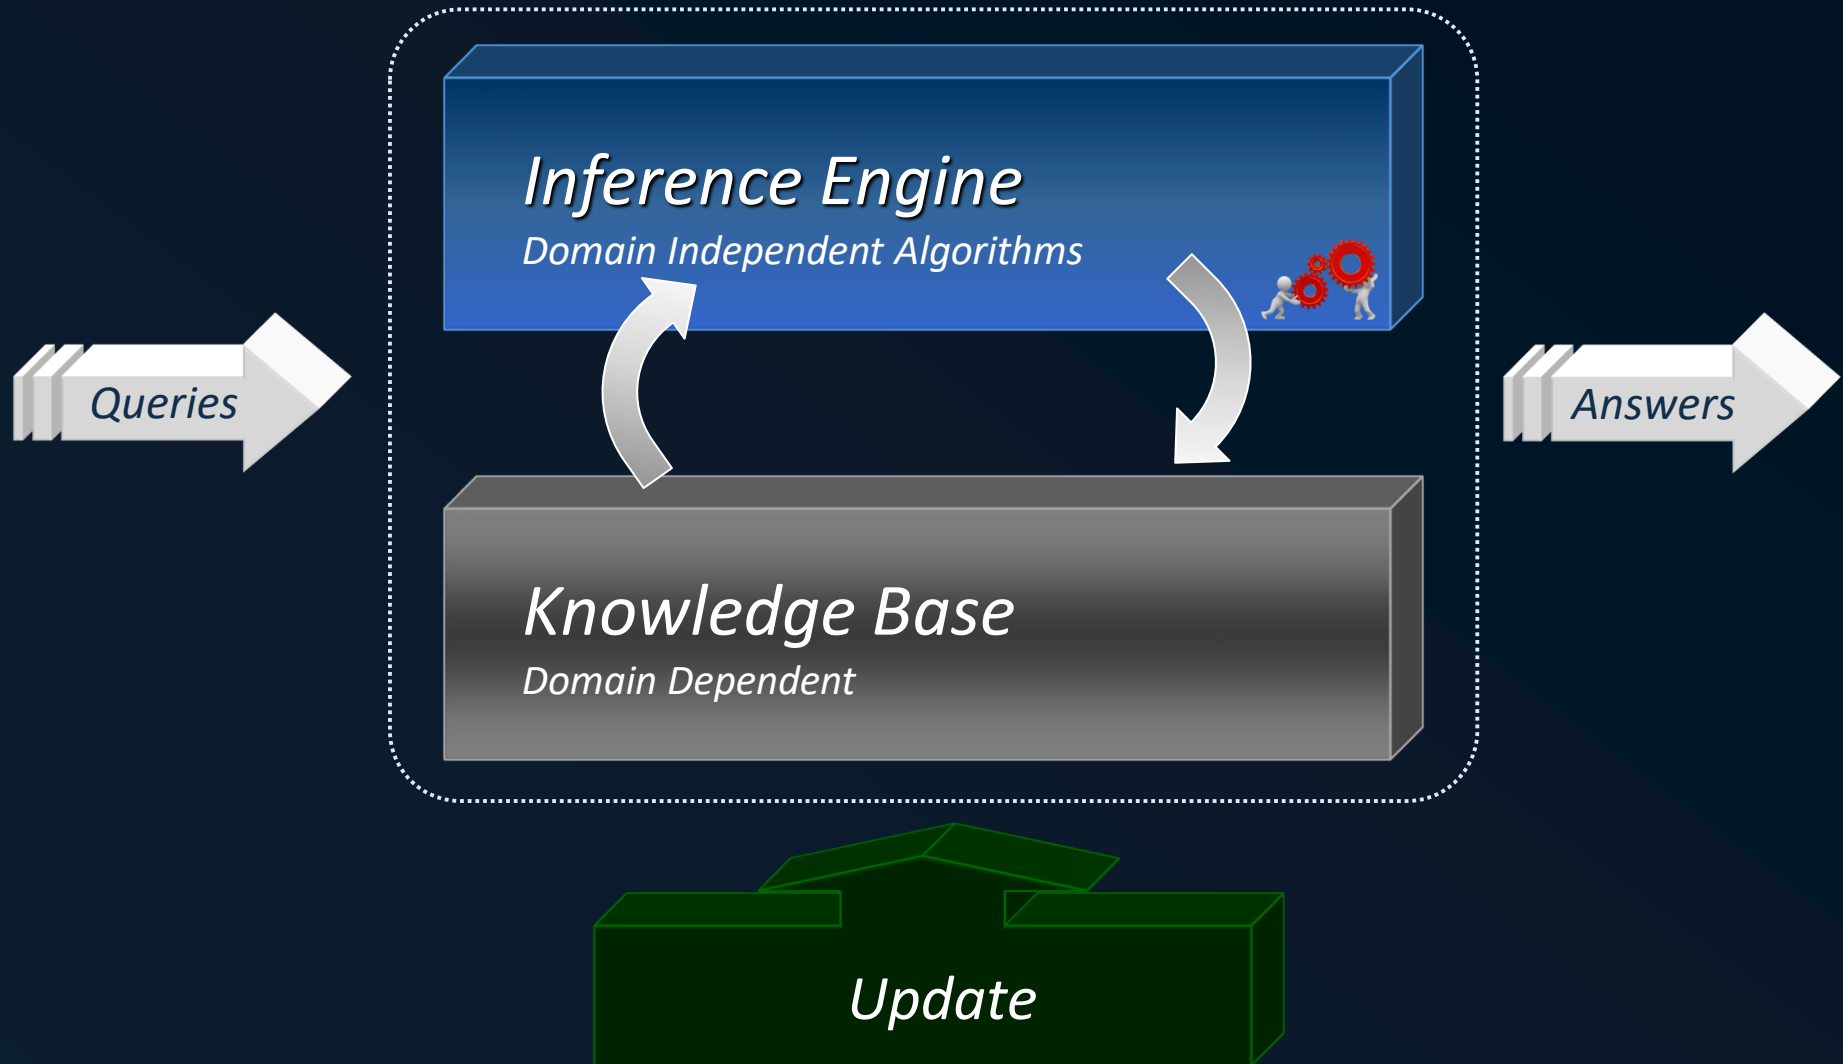 Inference Engine
Domain Independent Algorithms
Queries
Answers
Knowledge Base
Domain Dependent
Update